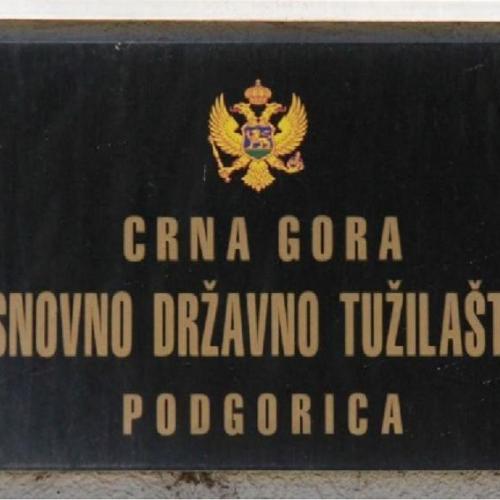 CRNA GORA
SNOVNO DRŽAVNO TUŽILAŠT
PODGORICA